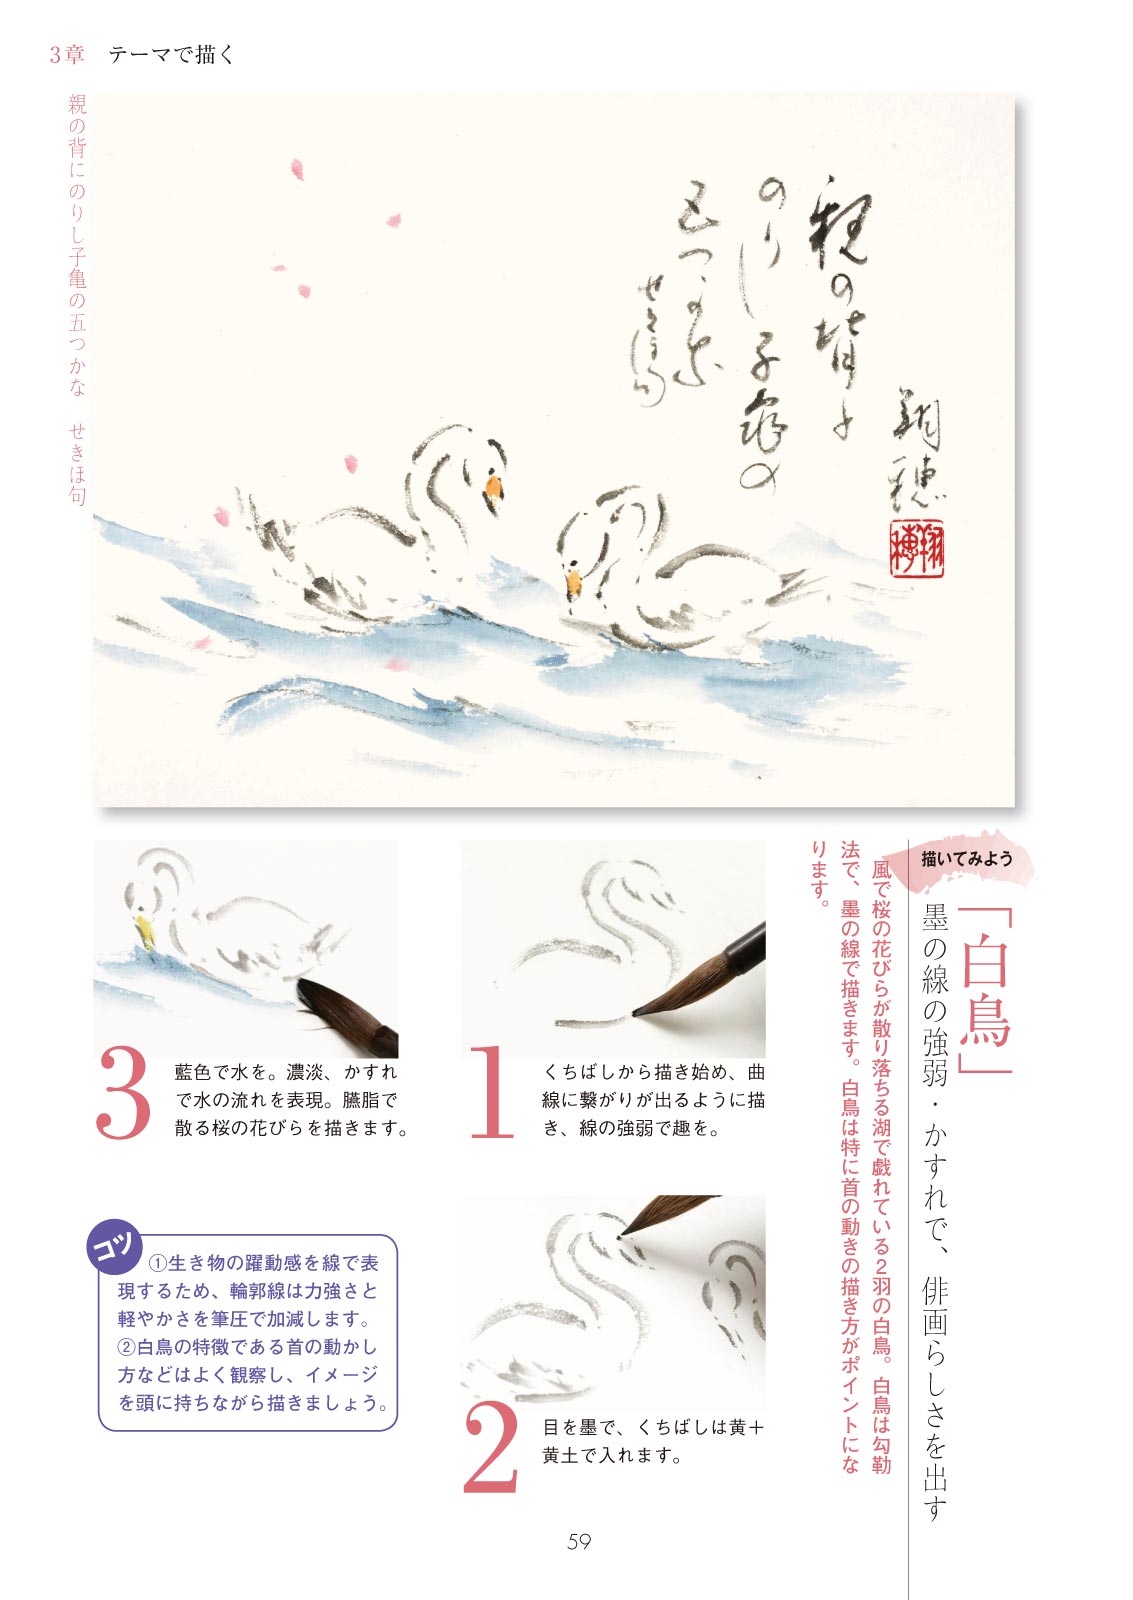 3章 テーマで描く
親の背にのりし子亀の五つかな せきほ句
親の背に
のりし子亀の
五つかな
せきほ
翔穂
翔穂
描いてみよう
「白鳥」
墨の線の強弱・かすれで、俳画らしさを出す
風で桜の花びらが散り落ちる湖で戯れている2羽の白鳥。白鳥は勾勒
法で、墨の線で描きます。白鳥は特に首の動きの描き方がポイントにな
ります。
1
くちばしから描き始め、曲
線に繋がりが出るように描
き、線の強弱で趣を。
2
目を墨で、くちばしは黄＋
黄土で入れます。
3
藍色で水を。濃淡、かすれ
で水の流れを表現。臙脂で
散る桜の花びらを描きます。
コツ
①生き物の躍動感を線で表
現するため、輪郭線は力強さと
軽やかさを筆圧で加減します。
②白鳥の特徴である首の動かし
方などはよく観察し、イメージ
を頭に持ちながら描きましょう。
59